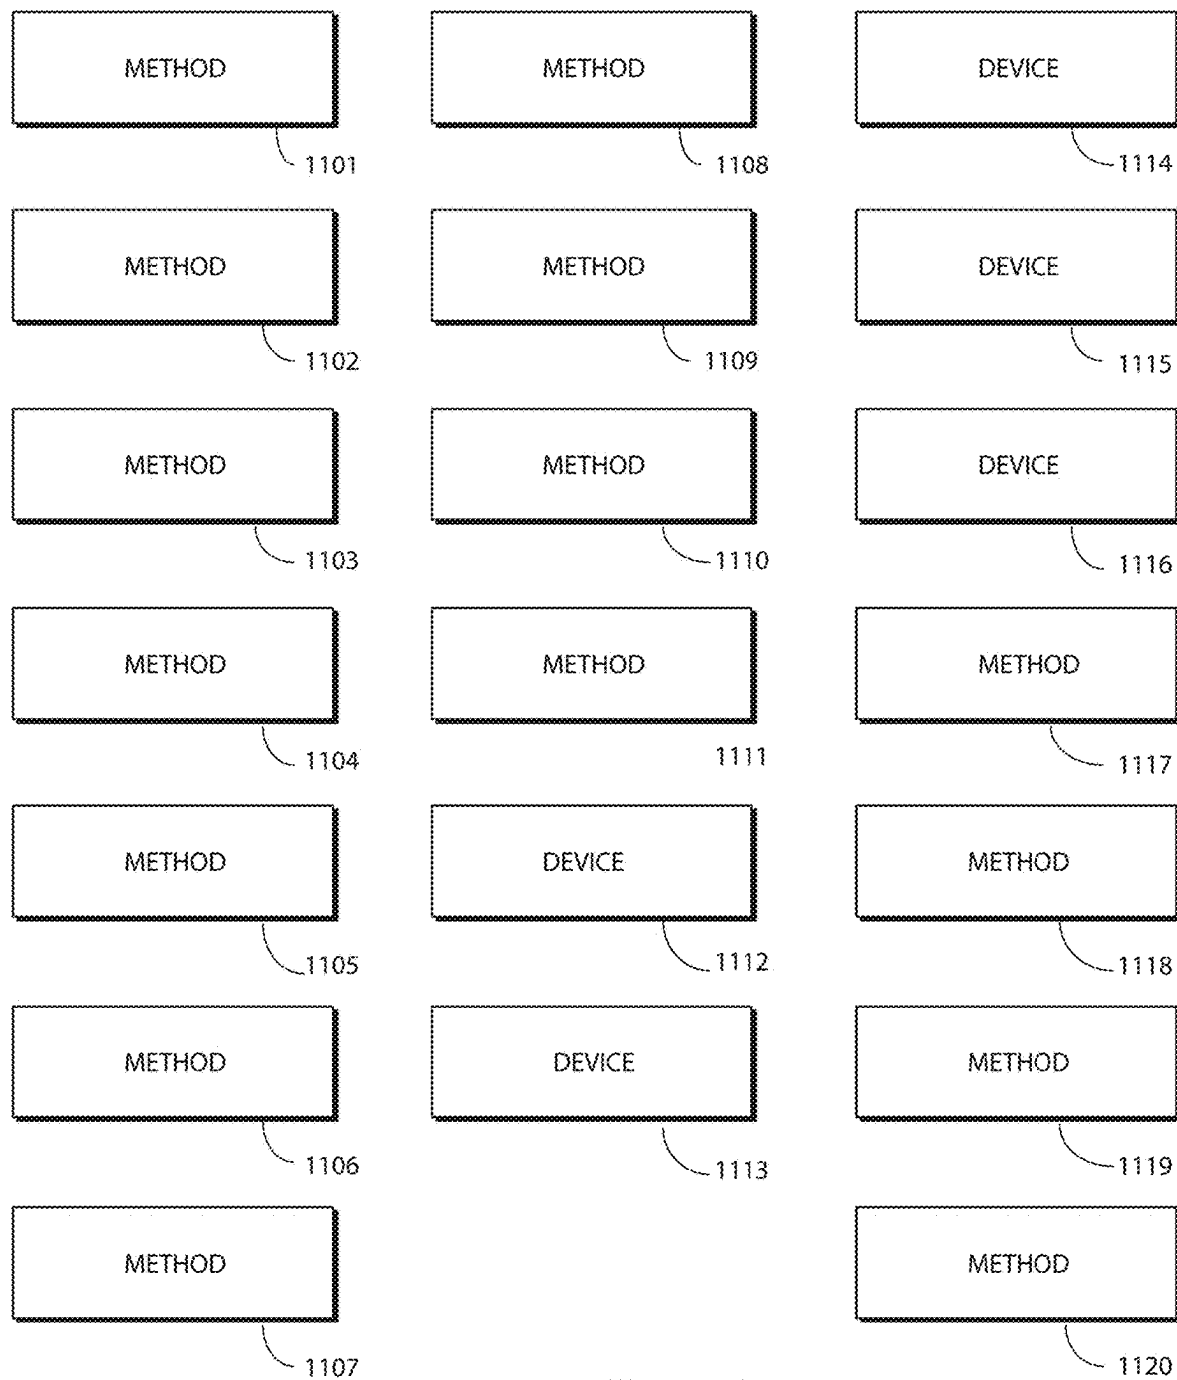 METHOD
1101
METHOD
1102
METHOD
1103
METHOD
1104
METHOD
1105
METHOD
1106
METHOD
1107
METHOD
1108
METHOD
1109
METHOD
1110
METHOD
1111
DEVICE
1112
DEVICE
1113
DEVICE
1114
DEVICE
1115
DEVICE
1116
METHOD
1117
METHOD
1118
METHOD
1119
METHOD
1120